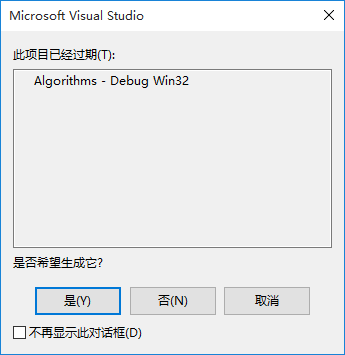 Microsoft Visual Studio
此项目已经过期(T):
Algorithms - Debug Win32
是否希望生成它?
是(Y)
否(N)
取消
不再显示此对话框(D)